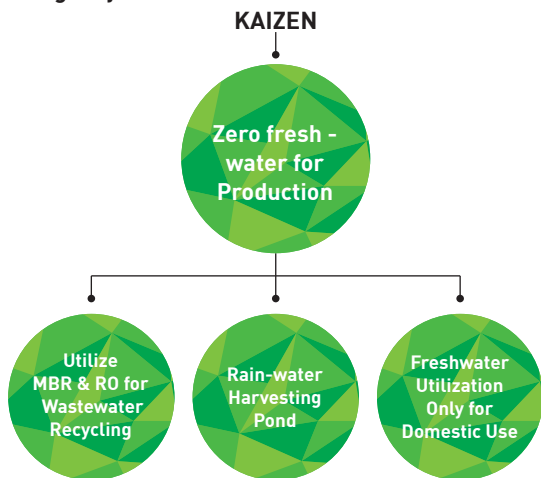 KAIZEN
Zero fresh -
water for
Production
Utilize
MBR & RO for
Wastewater
Recycling
Rain-water
Harvesting
Pond
Freshwater
Utilization
Only for
Domestic Use